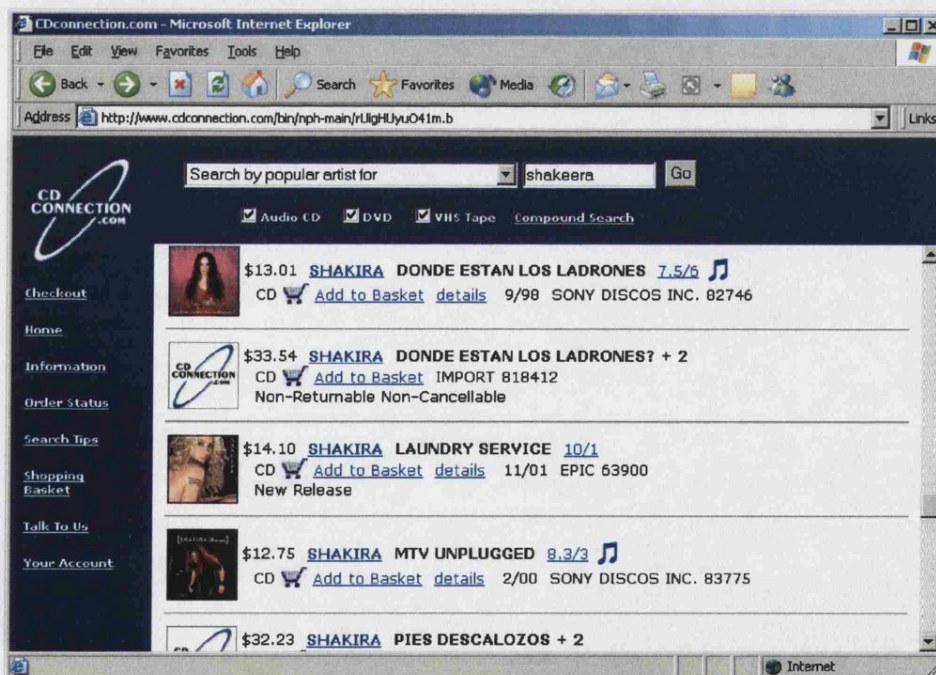 CDconnection.com - Microsoft Internet Explorer
File Edit View Favorites Tools Help
Back Search Favorites Media
Address http://www.cdconnection.com/bin/nph-main/rUigHUyuO41m.b Links
Search by popular artist for shakeera Go
Audio CD DVD VHS Tape Compound Search
CD
CONNECTION
.COM
Checkout
Home
Information
Order Status
Search Tips
Shopping
Basket
Talk To Us
Your Account
$13.01 SHAKIRA DONDE ESTAN LOS LADRONES 7.5/6
CD Add to Basket details 9/98 SONY DISCOS INC. 82746
CD
CONNECTION
.COM
$33.54 SHAKIRA DONDE ESTAN LOS LADRONES? + 2
CD Add to Basket IMPORT 818412
Non-Returnable Non-Cancellable
$14.10 SHAKIRA LAUNDRY SERVICE 10/1
CD Add to Basket details 11/01 EPIC 63900
New Release
$12.75 SHAKIRA MTV UNPLUGGED 8.3/3
CD Add to Basket details 2/00 SONY DISCOS INC. 83775
$32.23 SHAKIRA PIES DESCALOZOS + 2
Internet